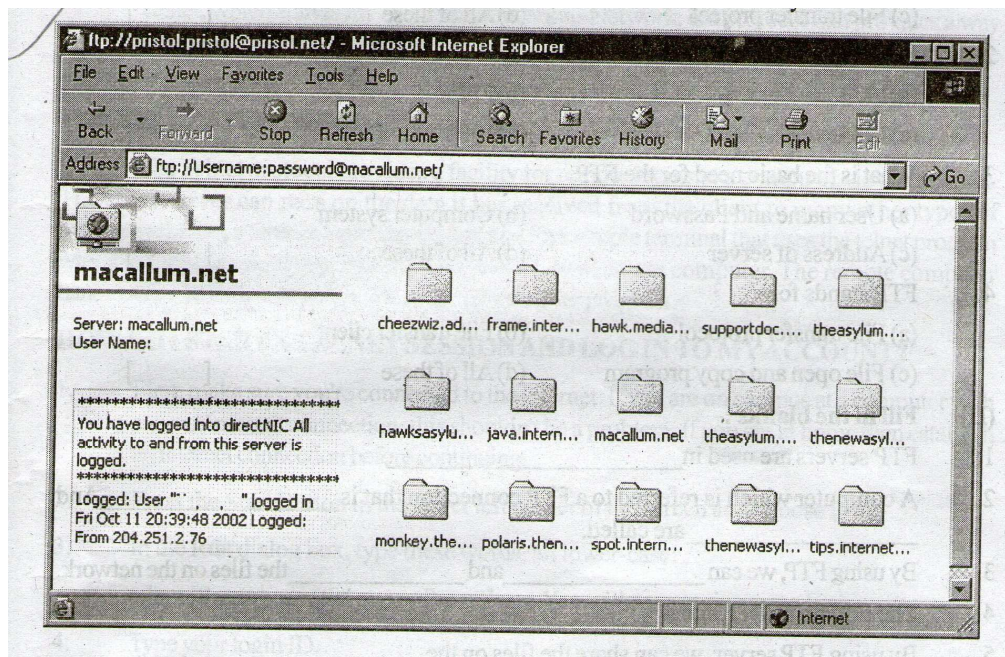 ftp://pristol:pristol@prisol.net/ - Microsoft Internet Explorer
File Edit View Favorites Tools Help
Back Forward Stop Refresh Home Search Favorites History Mail Print Edit
Address ftp://Username:password@macallum.net/ Go
macallum.net
Server: macallum.net
User Name:
********************************
You have logged into directNIC All
activity to and from this server is
logged.
********************************
Logged: User " " logged in
Fri Oct 11 20:39:48 2002 Logged:
From 204.251.2.76
cheezwiz.ad... frame.inter... hawk.media... supportdoc.... theasylum...
hawksasylu... java.intern... macallum.net theasylum.... thenewasyl...
monkey.the... polaris.then... spot.intern... thenewasyl... tips.internet...
Internet